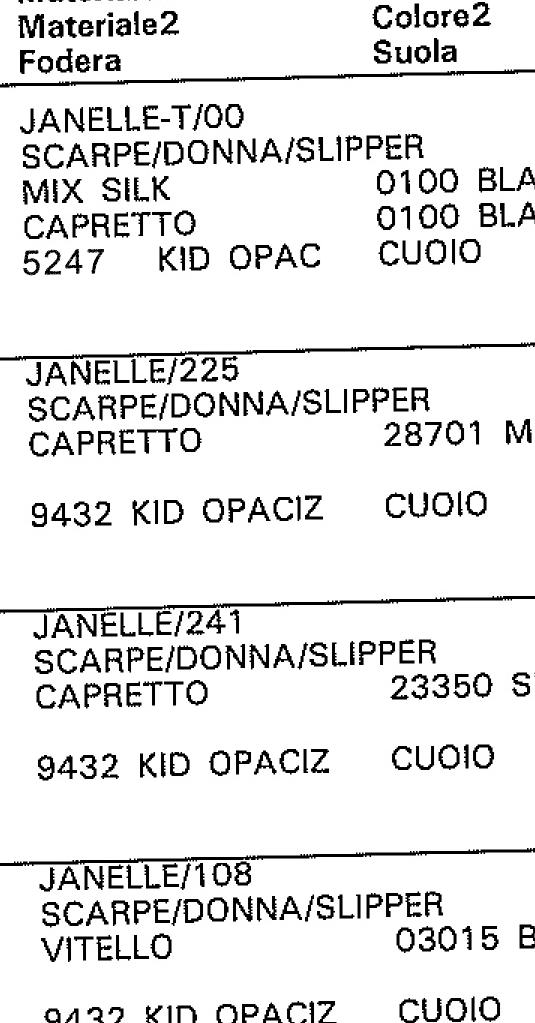 Materiale2 Colore2
Fodera Suola
JANELLE-T/00
SCARPE/DONNA/SLIPPER
MIX SILK 0100 BLA
CAPRETTO 0100 BLA
5247 KID OPAC CUOIO
JANELLE/225
SCARPE/DONNA/SLIPPER
CAPRETTO 28701 M
9432 KID OPACIZ CUOIO
JANELLE/241
SCARPE/DONNA/SLIPPER
CAPRETTO 23350 S
9432 KID OPACIZ CUOIO
JANELLE/108
SCARPE/DONNA/SLIPPER
VITELLO 03015 B
9432 KID OPACIZ CUOIO